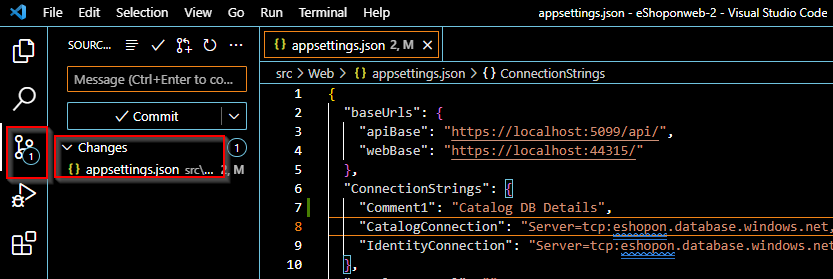 File Edit Selection View Go Run Terminal Help appsettings.json - eShoponweb-2 - Visual Studio Code
SOURC...
Message (Ctrl+Enter to co...
Commit
Changes 1
appsettings.json src\... 2, M
1
appsettings.json 2, M
src > Web > {} appsettings.json > {} ConnectionStrings
1 {
2 "baseUrls": {
3 "apiBase": "https://localhost:5099/api/",
4 "webBase": "https://localhost:44315/"
5 },
6 "ConnectionStrings": {
7 "Comment1": "Catalog DB Details",
8 "CatalogConnection": "Server=tcp:eshopon.database.windows.net,
9 "IdentityConnection": "Server=tcp:eshopon.database.windows.net,
10 },